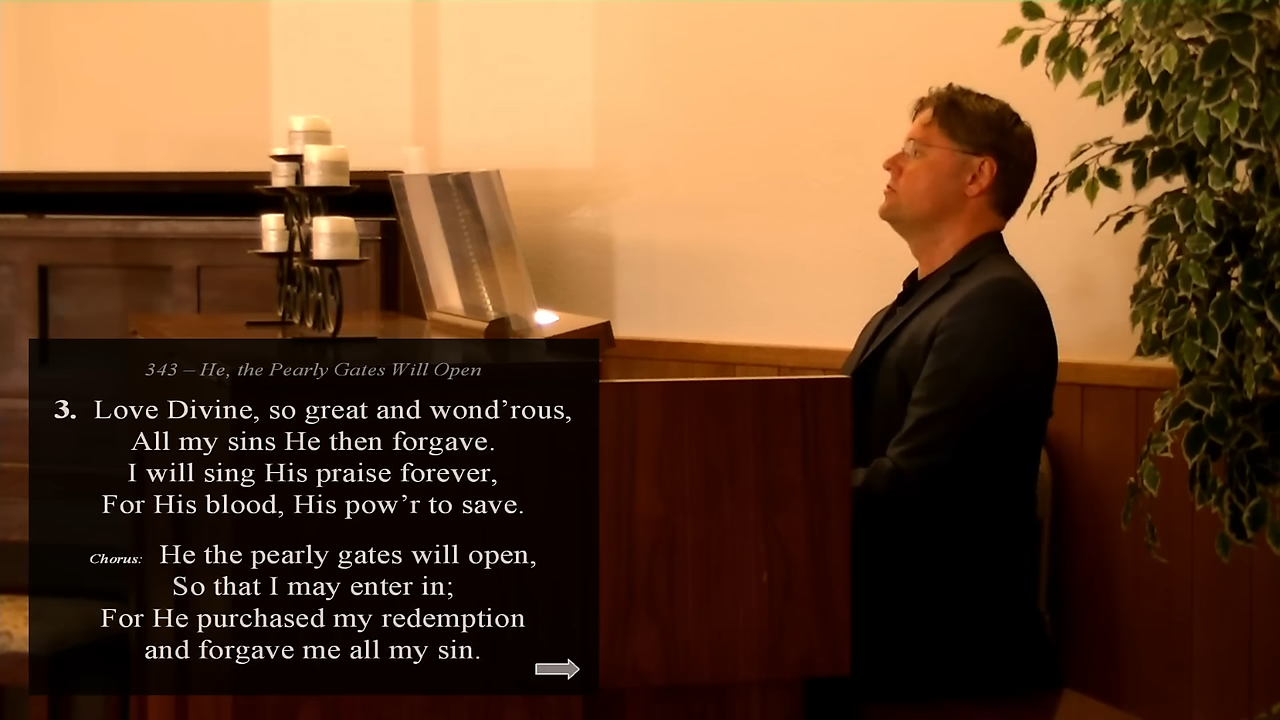 343 – He, the Pearly Gates Will Open
3. Love Divine, so great and wond’rous,
All my sins He then forgave.
I will sing His praise forever,
For His blood, His pow’r to save.
Chorus: He the pearly gates will open,
So that I may enter in;
For He purchased my redemption
and forgave me all my sin.